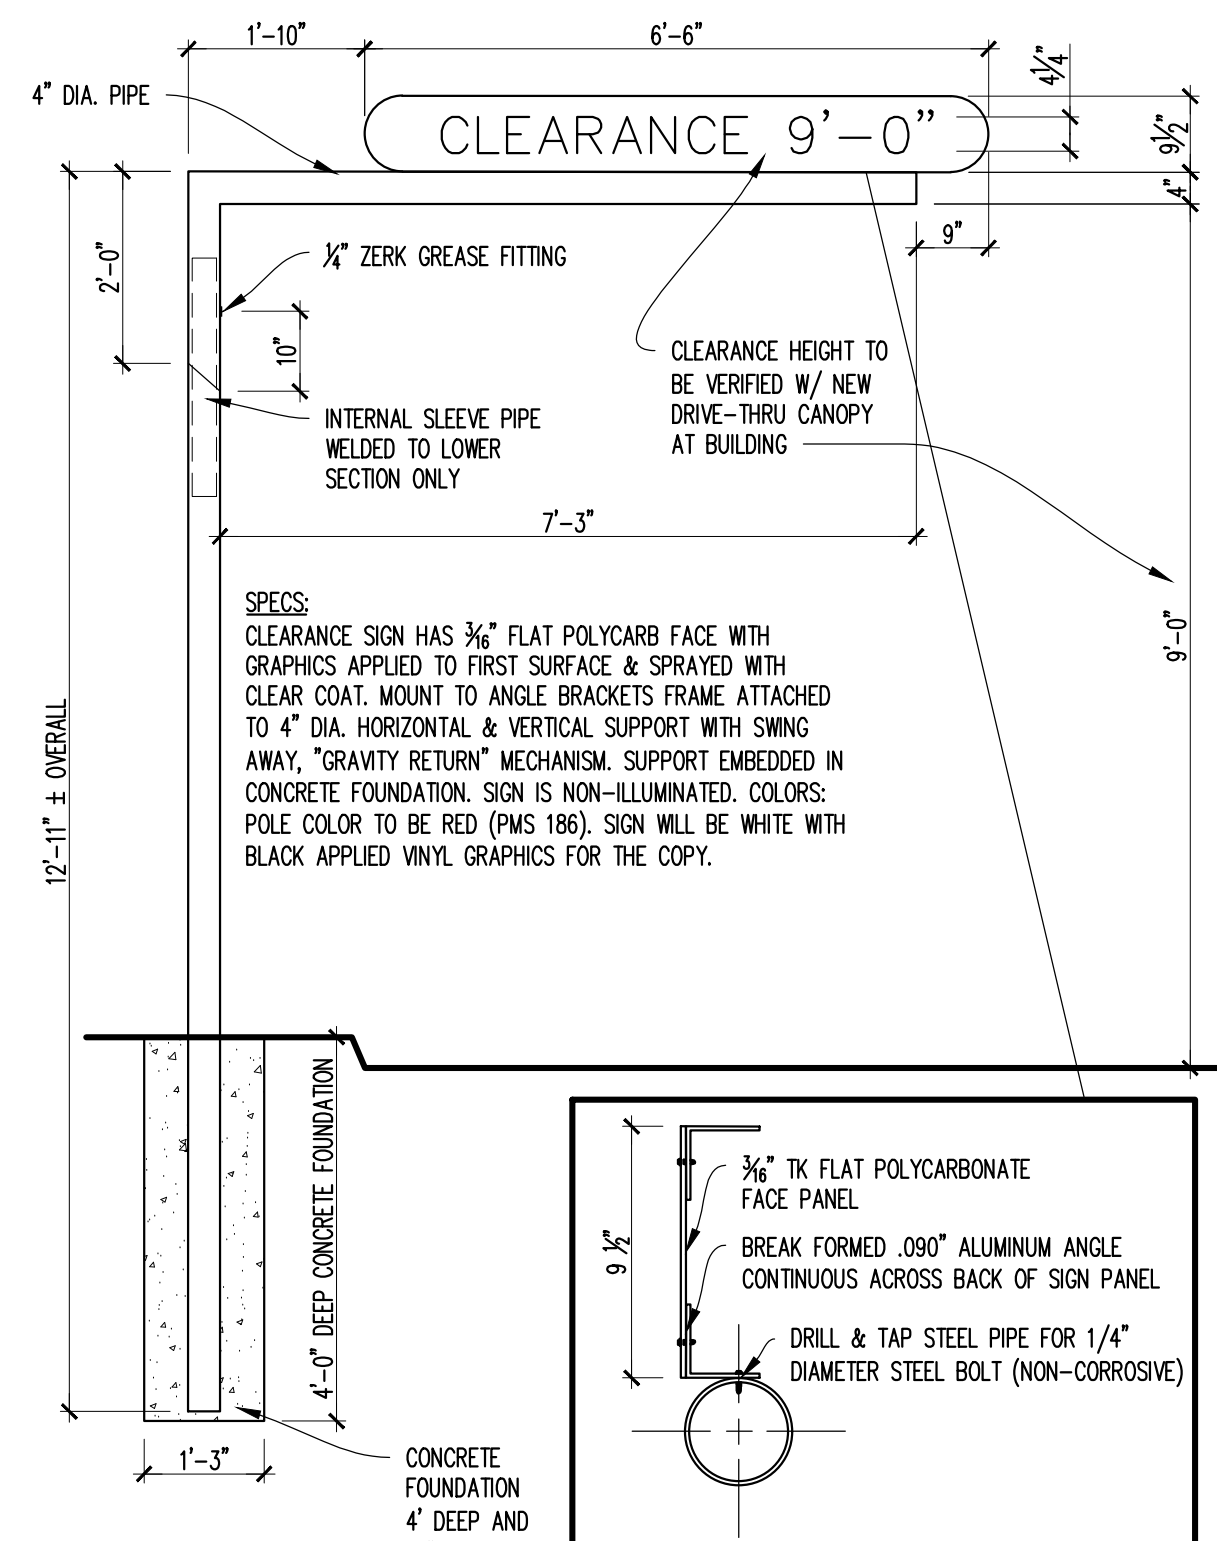 1'-10"
6'-6"
4" DIA. PIPE
CLEARANCE 9'-0"
4¼"
9½"
4"
9"
2'-0"
¼" ZERK GREASE FITTING
10"
INTERNAL SLEEVE PIPE
WELDED TO LOWER
SECTION ONLY
CLEARANCE HEIGHT TO
BE VERIFIED W/ NEW
DRIVE-THRU CANOPY
AT BUILDING
7'-3"
9'-0"
SPECS:
CLEARANCE SIGN HAS 3/16" FLAT POLYCARB FACE WITH
GRAPHICS APPLIED TO FIRST SURFACE & SPRAYED WITH
CLEAR COAT. MOUNT TO ANGLE BRACKETS FRAME ATTACHED
TO 4" DIA. HORIZONTAL & VERTICAL SUPPORT WITH SWING
AWAY, "GRAVITY RETURN" MECHANISM. SUPPORT EMBEDDED IN
CONCRETE FOUNDATION. SIGN IS NON-ILLUMINATED. COLORS:
POLE COLOR TO BE RED (PMS 186). SIGN WILL BE WHITE WITH
BLACK APPLIED VINYL GRAPHICS FOR THE COPY.
12'-11" ± OVERALL
4'-0" DEEP CONCRETE FOUNDATION
1'-3"
CONCRETE
FOUNDATION
4' DEEP AND
9 ½"
3/16" TK FLAT POLYCARBONATE
FACE PANEL
BREAK FORMED .090" ALUMINUM ANGLE
CONTINUOUS ACROSS BACK OF SIGN PANEL
DRILL & TAP STEEL PIPE FOR 1/4"
DIAMETER STEEL BOLT (NON-CORROSIVE)